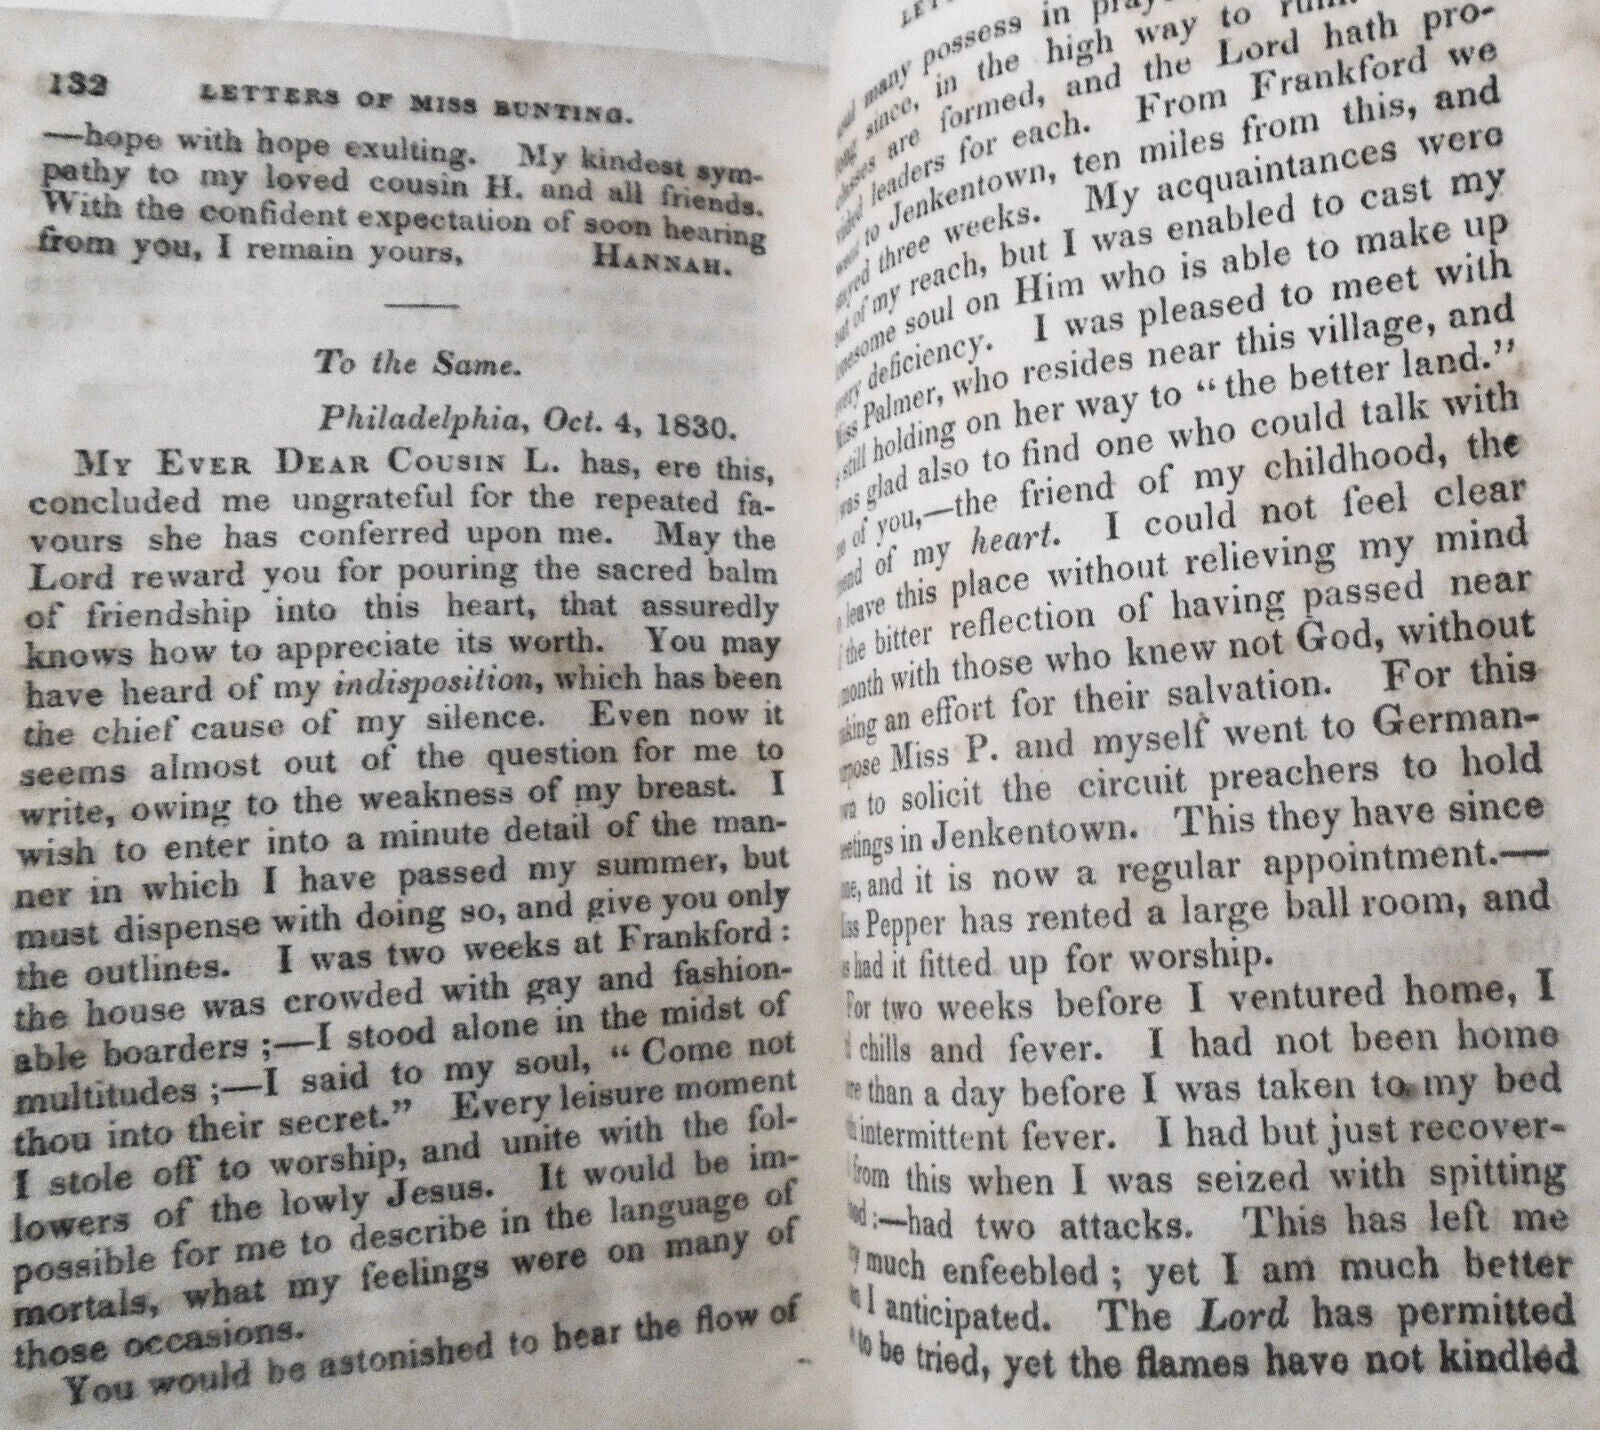 132 LETTERS OF MISS BUNTING.
—hope with hope exulting. My kindest sym-
pathy to my loved cousin H. and all friends.
With the confident expectation of soon hearing
from you, I remain yours, HANNAH.
To the Same.
Philadelphia, Oct. 4, 1830.
MY EVER DEAR COUSIN L. has, ere this,
concluded me ungrateful for the repeated fa-
vours she has conferred upon me. May the
Lord reward you for pouring the sacred balm
of friendship into this heart, that assuredly
knows how to appreciate its worth. You may
have heard of my indisposition, which has been
the chief cause of my silence. Even now it
seems almost out of the question for me to
write, owing to the weakness of my breast. I
wish to enter into a minute detail of the man-
ner in which I have passed my summer, but
must dispense with doing so, and give you only
the outlines. I was two weeks at Frankford:
the house was crowded with gay and fashion-
able boarders;—I stood alone in the midst of
multitudes;—I said to my soul, "Come not
thou into their secret." Every leisure moment
I stole off to worship, and unite with the fol-
lowers of the lowly Jesus. It would be im-
possible for me to describe in the language of
mortals, what my feelings were on many of
those occasions.
You would be astonished to hear the flow of
many possess in
since, in the high way to
are formed, and the Lord hath pro-
leaders for each. From Frankford we
to Jenkentown, ten miles from this, and
three weeks. My acquaintances were
of my reach, but I was enabled to cast my
soul on Him who is able to make up
deficiency. I was pleased to meet with
Palmer, who resides near this village, and
still holding on her way to "the better land."
was glad also to find one who could talk with
of you,—the friend of my childhood, the
of my heart. I could not feel clear
leave this place without relieving my mind
the bitter reflection of having passed near
month with those who knew not God, without
an effort for their salvation. For this
Miss P. and myself went to German-
to solicit the circuit preachers to hold
in Jenkentown. This they have since
and it is now a regular appointment.—
Pepper has rented a large ball room, and
had it fitted up for worship.
For two weeks before I ventured home, I
chills and fever. I had not been home
than a day before I was taken to my bed
intermittent fever. I had but just recover-
from this when I was seized with spitting
:—had two attacks. This has left me
much enfeebled; yet I am much better
I anticipated. The Lord has permitted
to be tried, yet the flames have not kindled